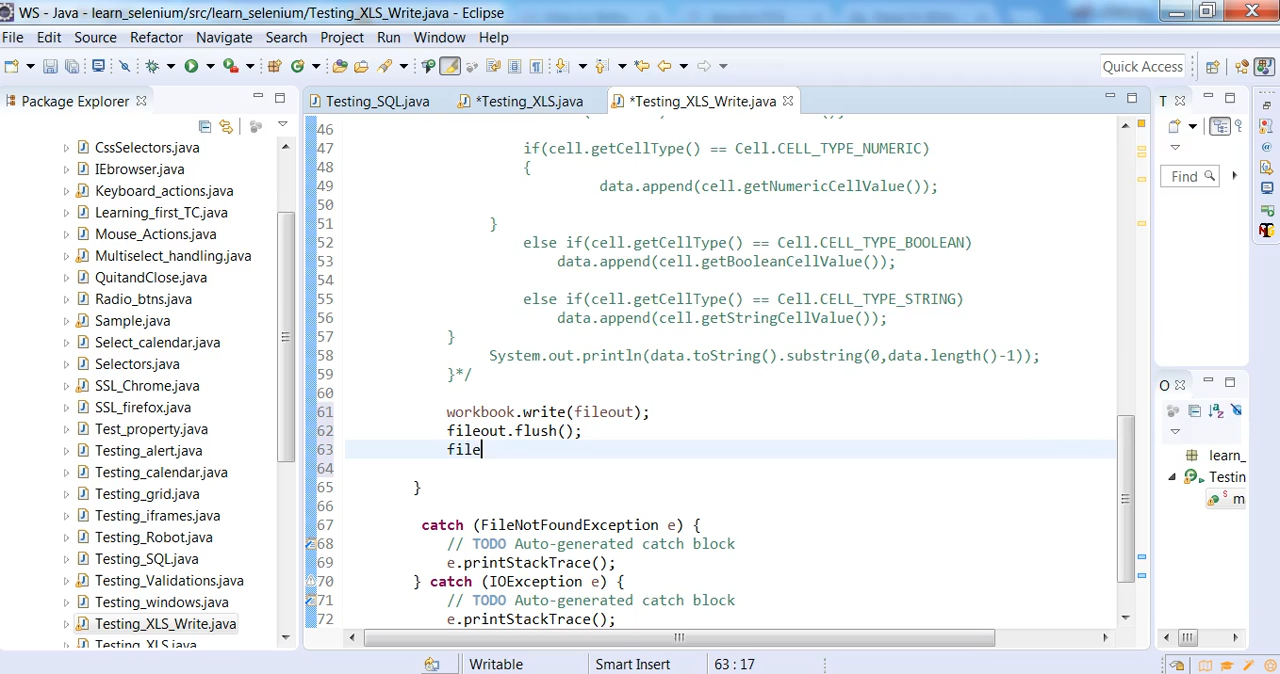 WS - Java - learn_selenium/src/learn_selenium/Testing_XLS_Write.java - Eclipse
File Edit Source Refactor Navigate Search Project Run Window Help
Quick Access
Package Explorer
CssSelectors.java
IEbrowser.java
Keyboard_actions.java
Learning_first_TC.java
Mouse_Actions.java
Multiselect_handling.java
QuitandClose.java
Radio_btns.java
Sample.java
Select_calendar.java
Selectors.java
SSL_Chrome.java
SSL_firefox.java
Test_property.java
Testing_alert.java
Testing_calendar.java
Testing_grid.java
Testing_iframes.java
Testing_Robot.java
Testing_SQL.java
Testing_Validations.java
Testing_windows.java
Testing_XLS_Write.java
Testing_XLS.java
Testing_SQL.java *Testing_XLS.java *Testing_XLS_Write.java
46
47 if(cell.getCellType() == Cell.CELL_TYPE_NUMERIC)
48 {
49 data.append(cell.getNumericCellValue());
50
51 }
52 else if(cell.getCellType() == Cell.CELL_TYPE_BOOLEAN)
53 data.append(cell.getBooleanCellValue());
54
55 else if(cell.getCellType() == Cell.CELL_TYPE_STRING)
56 data.append(cell.getStringCellValue());
57 }
58 System.out.println(data.toString().substring(0,data.length()-1));
59 }*/
60
61 workbook.write(fileout);
62 fileout.flush();
63 file
64
65 }
66
67 catch (FileNotFoundException e) {
68 // TODO Auto-generated catch block
69 e.printStackTrace();
70 } catch (IOException e) {
71 // TODO Auto-generated catch block
72 e.printStackTrace();
T
Find
O
learn_
Testin
m
Writable Smart Insert 63 : 17